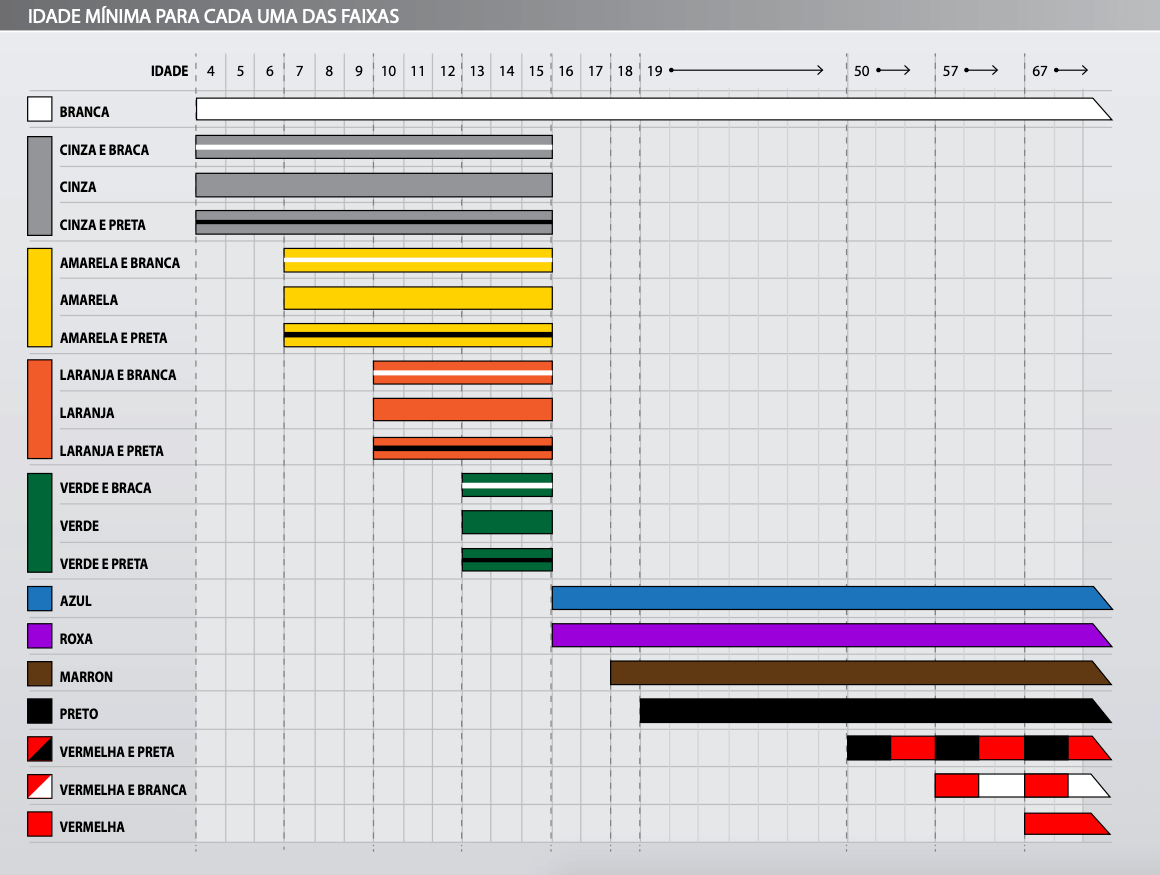 IDADE MÍNIMA PARA CADA UMA DAS FAIXAS
IDADE 4 5 6 7 8 9 10 11 12 13 14 15 16 17 18 19 50 57 67
BRANCA
CINZA E BRACA
CINZA
CINZA E PRETA
AMARELA E BRANCA
AMARELA
AMARELA E PRETA
LARANJA E BRANCA
LARANJA
LARANJA E PRETA
VERDE E BRACA
VERDE
VERDE E PRETA
AZUL
ROXA
MARRON
PRETO
VERMELHA E PRETA
VERMELHA E BRANCA
VERMELHA